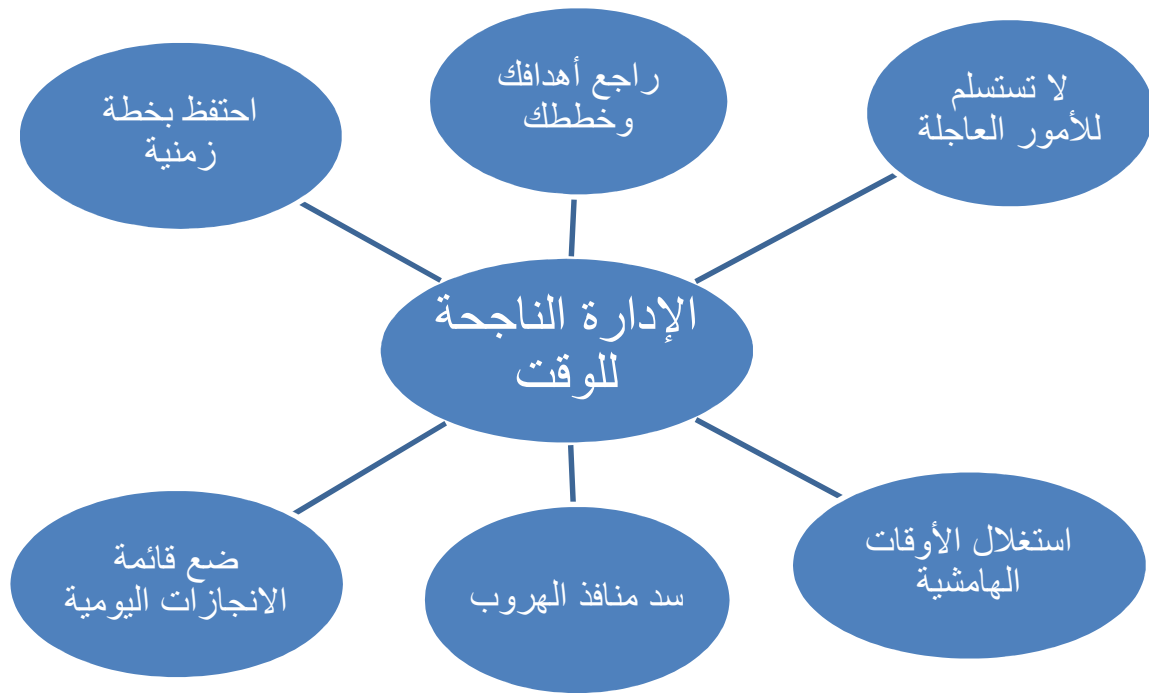 لا تستسلم
للأمور العاجلة
راجع أهدافك
وخططك
احتفظ بخطة
زمنية
الإدارة الناجحة
للوقت
استغلال الأوقات
الهامشية
سد منافذ الهروب
ضع قائمة
الانجازات اليومية